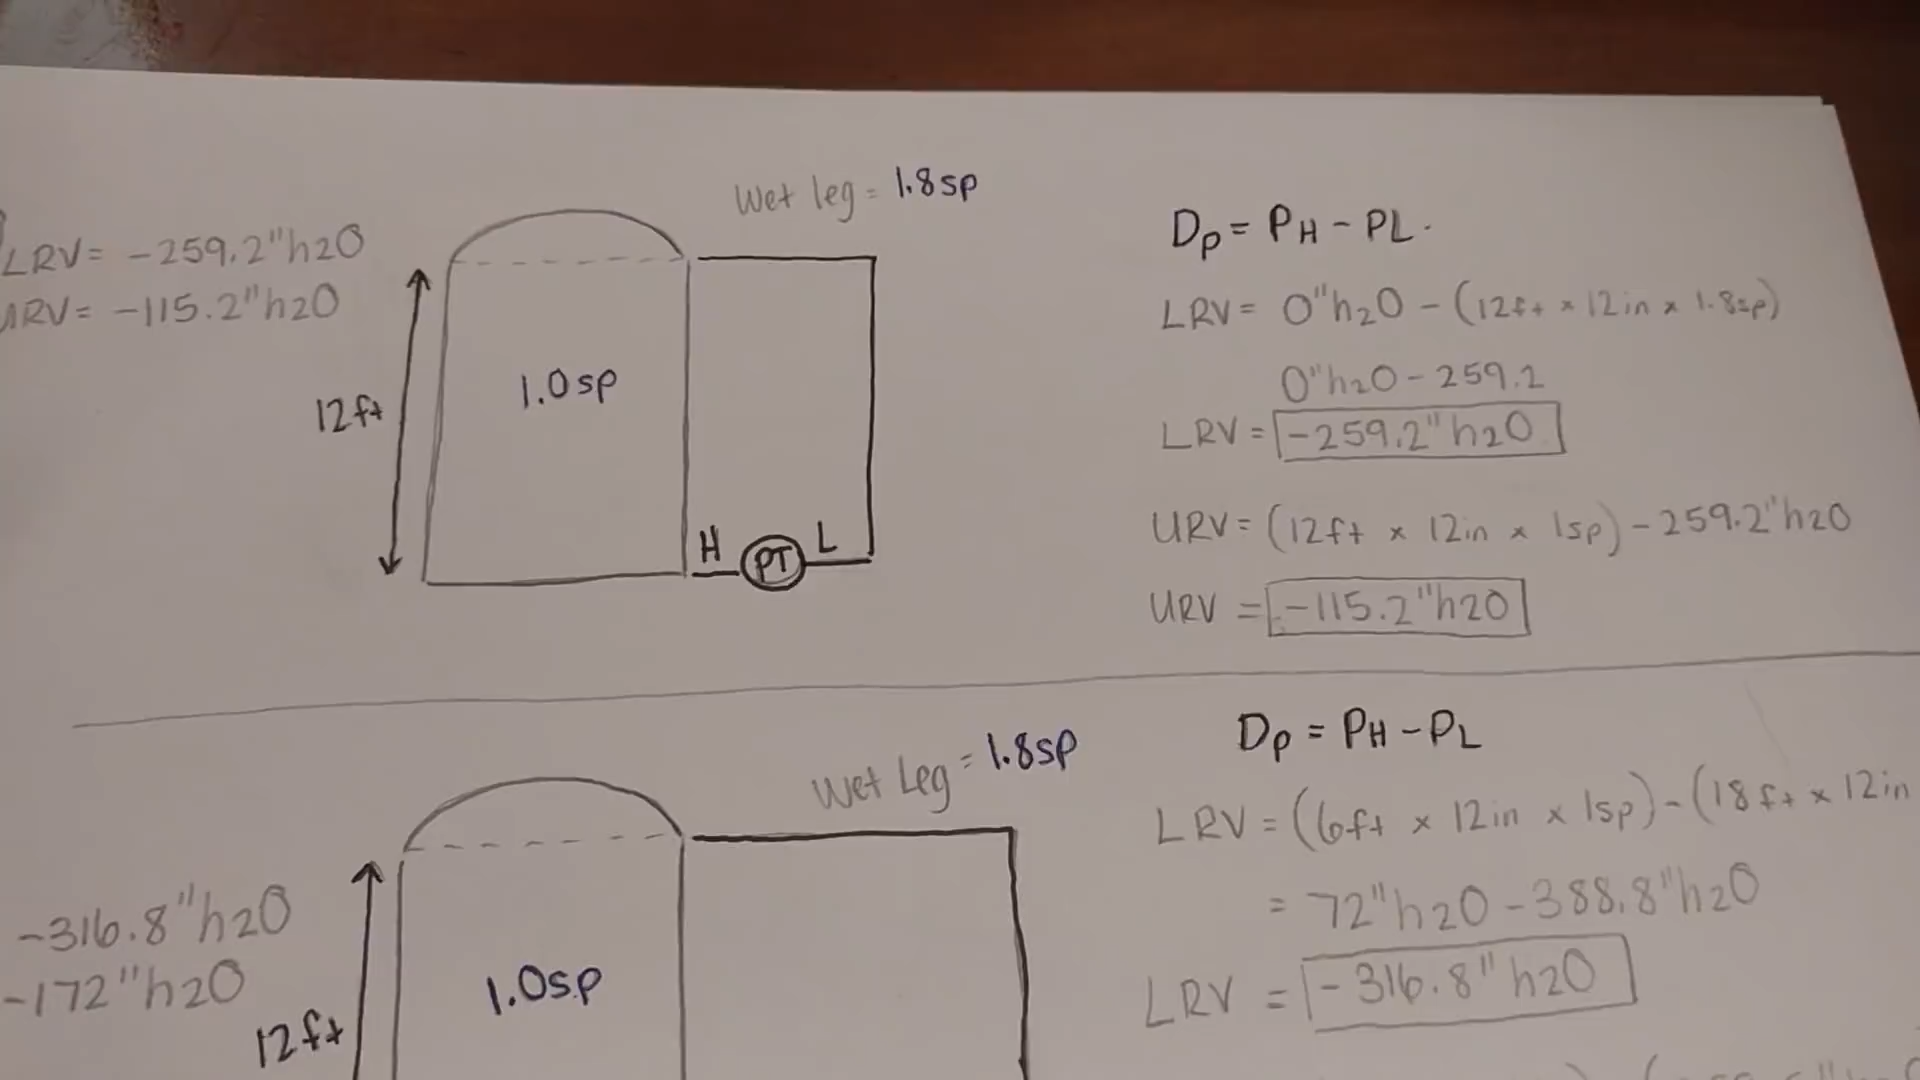 Wet leg = 1.8sp
LRV= -259.2"h2O
URV= -115.2"h2O
12ft
1.0sp
H PT L
Dp= PH - PL.
LRV= 0"h2O - (12ft × 12in × 1.8sp)
0"h2O - 259.2
LRV= -259.2"h2O
URV= (12ft × 12in × 1sp) - 259.2"h2O
URV = -115.2"h2O
Wet Leg = 1.8sp
-316.8"h2O
-172"h2O
12ft
1.0sp
Dp = PH - PL
LRV = (6ft × 12in × 1sp) - (18ft × 12in
= 72"h2O - 388.8"h2O
LRV = -316.8"h2O